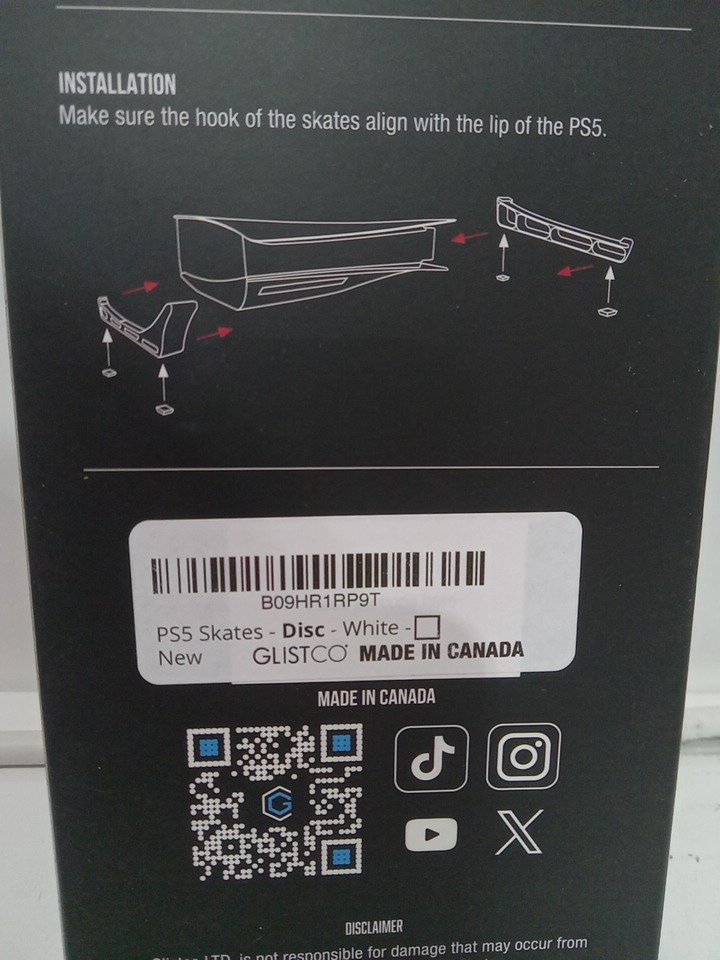 INSTALLATION
Make sure the hook of the skates align with the lip of the PS5.
B09HR1RP9T
PS5 Skates - Disc - White -
New GLISTCO MADE IN CANADA
MADE IN CANADA
DISCLAIMER
LTD. is not responsible for damage that may occur from